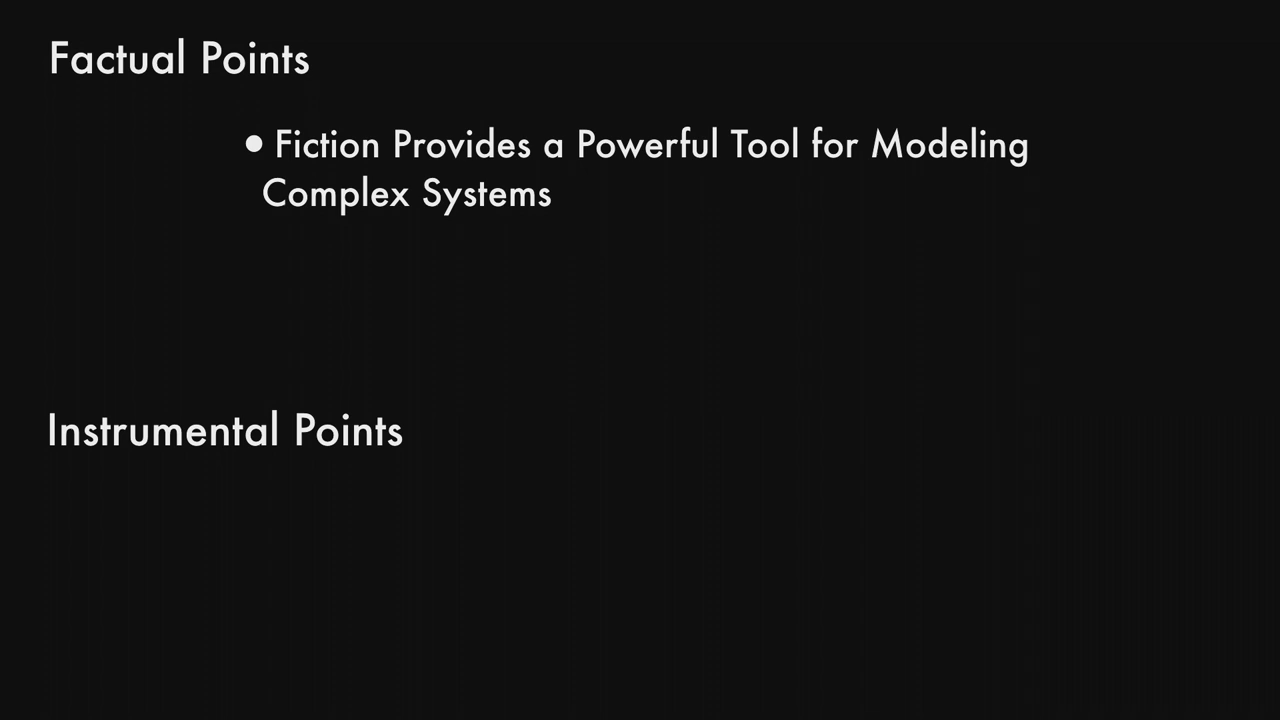 Factual Points
• Fiction Provides a Powerful Tool for Modeling
Complex Systems
Instrumental Points